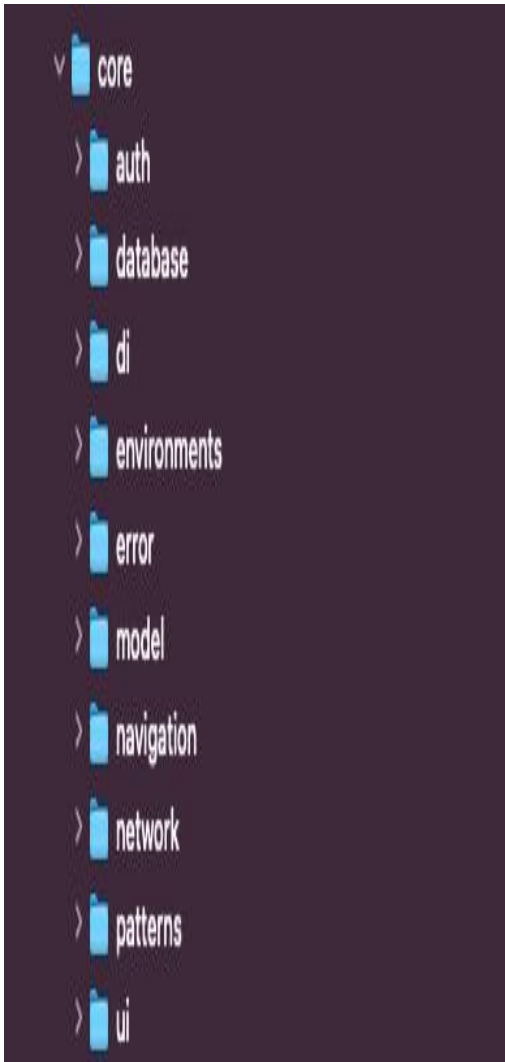 core
auth
database
di
environments
error
model
navigation
network
patterns
ui